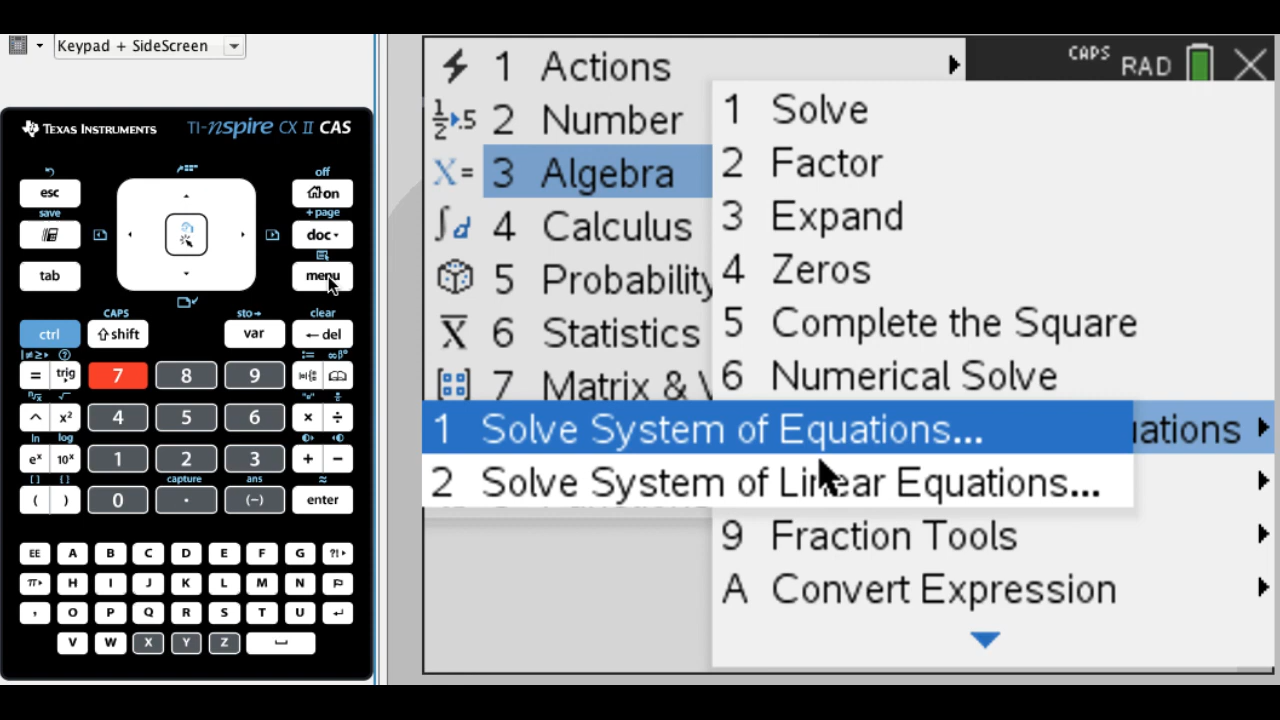 Keypad + SideScreen
TEXAS INSTRUMENTS TI-nspire CX II CAS
off
esc
on
save
+ page
doc
tab
menu
CAPS sto→ clear
ctrl shift var ← del
= trig 7 8 9
^ x² 4 5 6 × ÷
ln log
eˣ 10ˣ 1 2 3 + −
[ ] { } capture ans ≈
( ) 0 . (−) enter
EE A B C D E F G ?!▸
π▸ H I J K L M N
, O P Q R S T U
V W X Y Z
1 Actions
½▸.5 2 Number
X= 3 Algebra
∫d 4 Calculus
5 Probability
X̅ 6 Statistics
7 Matrix &
CAPS RAD
1 Solve
2 Factor
3 Expand
4 Zeros
5 Complete the Square
6 Numerical Solve
uations
9 Fraction Tools
A Convert Expression
1 Solve System of Equations...
2 Solve System of Linear Equations...